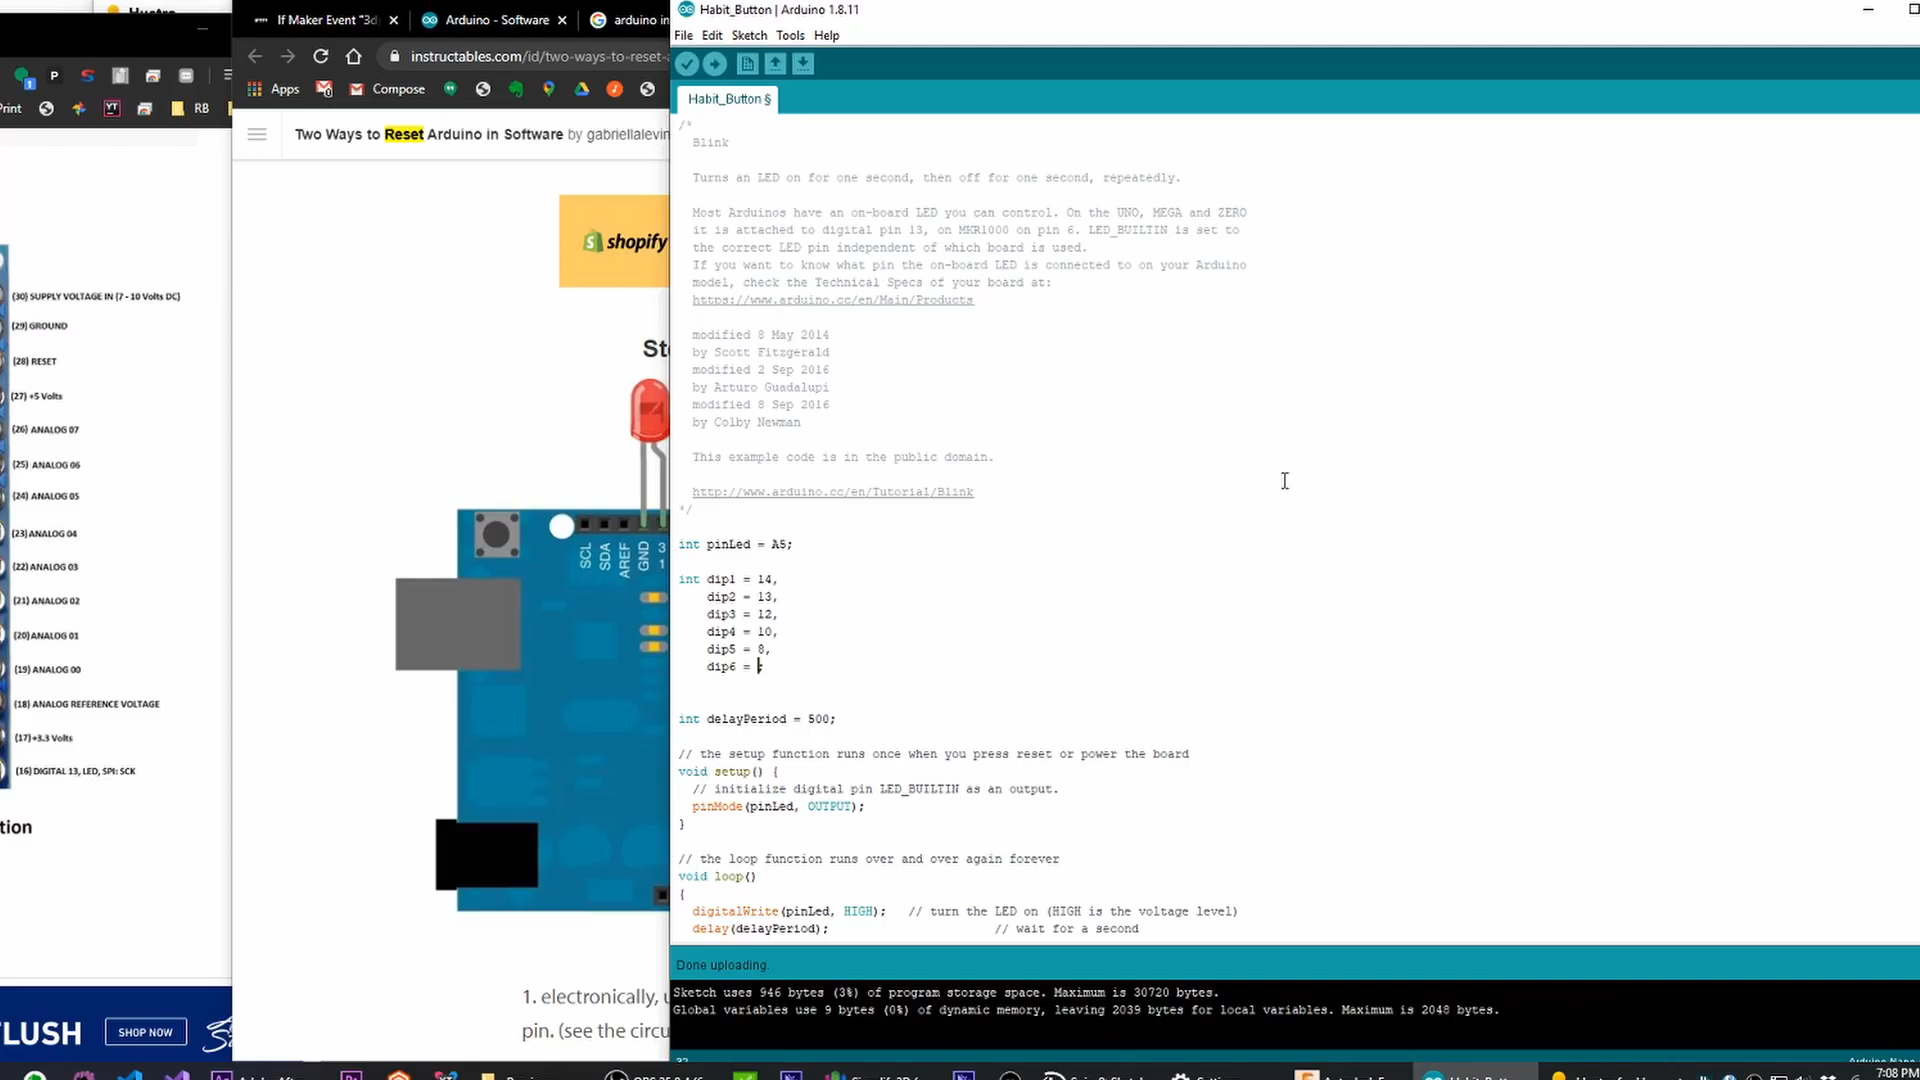 Print
RB
(30) SUPPLY VOLTAGE IN (7 - 10 Volts DC)
(29) GROUND
(28) RESET
(27) +5 Volts
(26) ANALOG 07
(25) ANALOG 06
(24) ANALOG 05
(23) ANALOG 04
(22) ANALOG 03
(21) ANALOG 02
(20) ANALOG 01
(19) ANALOG 00
(18) ANALOG REFERENCE VOLTAGE
(17)+3.3 Volts
(16) DIGITAL 13, LED, SPI: SCK
tion
LUSH
SHOP NOW
If Maker Event "3d
Arduino - Software
arduino in
instructables.com/id/two-ways-to-reset-a
Apps
Compose
Two Ways to Reset Arduino in Software by gabriellalevin
shopify
St
SCL
SDA
AREF
GND
1. electronically, u
pin. (see the circu
Habit_Button | Arduino 1.8.11
File Edit Sketch Tools Help
Habit_Button §
/*
Blink
Turns an LED on for one second, then off for one second, repeatedly.
Most Arduinos have an on-board LED you can control. On the UNO, MEGA and ZERO
it is attached to digital pin 13, on MKR1000 on pin 6. LED_BUILTIN is set to
the correct LED pin independent of which board is used.
If you want to know what pin the on-board LED is connected to on your Arduino
model, check the Technical Specs of your board at:
https://www.arduino.cc/en/Main/Products
modified 8 May 2014
by Scott Fitzgerald
modified 2 Sep 2016
by Arturo Guadalupi
modified 8 Sep 2016
by Colby Newman
This example code is in the public domain.
http://www.arduino.cc/en/Tutorial/Blink
*/
int pinLed = A5;
int dip1 = 14,
dip2 = 13,
dip3 = 12,
dip4 = 10,
dip5 = 8,
dip6 = ;
int delayPeriod = 500;
// the setup function runs once when you press reset or power the board
void setup() {
// initialize digital pin LED_BUILTIN as an output.
pinMode(pinLed, OUTPUT);
}
// the loop function runs over and over again forever
void loop()
{
digitalWrite(pinLed, HIGH); // turn the LED on (HIGH is the voltage level)
delay(delayPeriod); // wait for a second
Done uploading.
Sketch uses 946 bytes (3%) of program storage space. Maximum is 30720 bytes.
Global variables use 9 bytes (0%) of dynamic memory, leaving 2039 bytes for local variables. Maximum is 2048 bytes.
7:08 PM